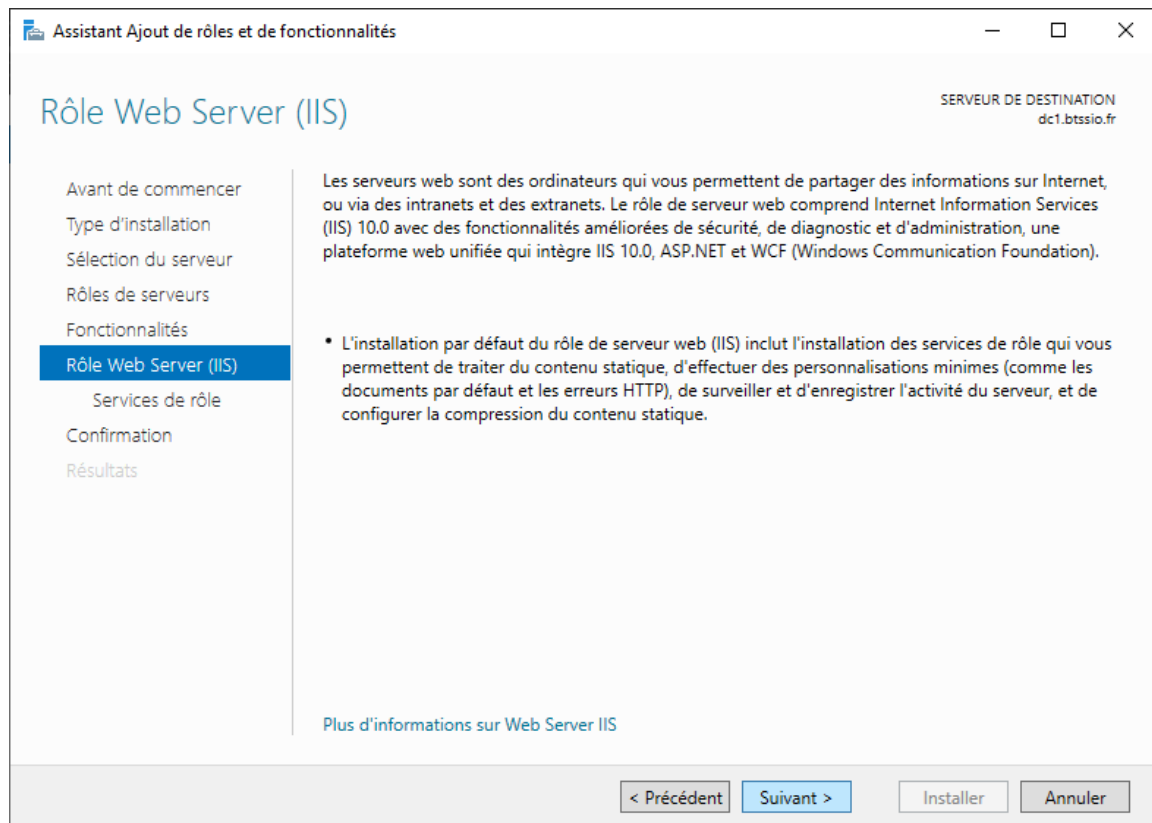 Assistant Ajout de rôles et de fonctionnalités
Rôle Web Server (IIS)
SERVEUR DE DESTINATION
dc1.btssio.fr
Avant de commencer
Type d'installation
Sélection du serveur
Rôles de serveurs
Fonctionnalités
Rôle Web Server (IIS)
Services de rôle
Confirmation
Résultats
Les serveurs web sont des ordinateurs qui vous permettent de partager des informations sur Internet,
ou via des intranets et des extranets. Le rôle de serveur web comprend Internet Information Services
(IIS) 10.0 avec des fonctionnalités améliorées de sécurité, de diagnostic et d'administration, une
plateforme web unifiée qui intègre IIS 10.0, ASP.NET et WCF (Windows Communication Foundation).
• L'installation par défaut du rôle de serveur web (IIS) inclut l'installation des services de rôle qui vous
permettent de traiter du contenu statique, d'effectuer des personnalisations minimes (comme les
documents par défaut et les erreurs HTTP), de surveiller et d'enregistrer l'activité du serveur, et de
configurer la compression du contenu statique.
Plus d'informations sur Web Server IIS
< Précédent
Suivant >
Installer
Annuler